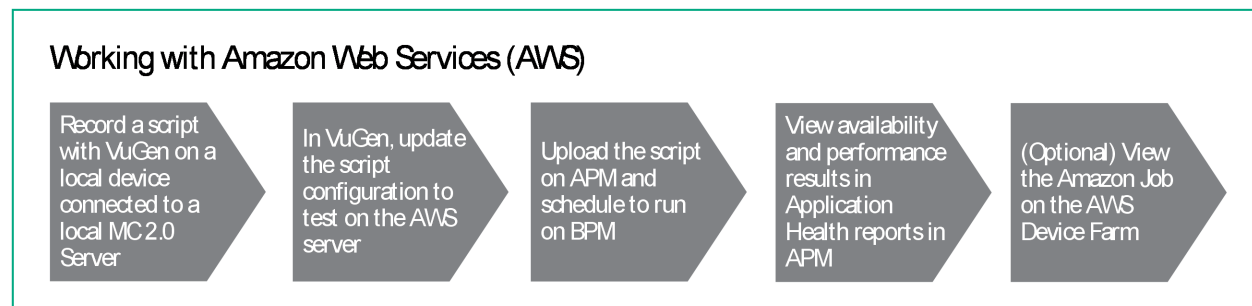 Working with Amazon Web Services (AWS)
Record a script
with VuGen on a
local device
connected to a
local MC 2.0
Server
In VuGen, update
the script
configuration to
test on the AWS
server
Upload the script
on APM and
schedule to run
on BPM
View availability
and performance
results in
Application
Health reports in
APM
(Optional) View
the Amazon Job
on the AWS
Device Farm